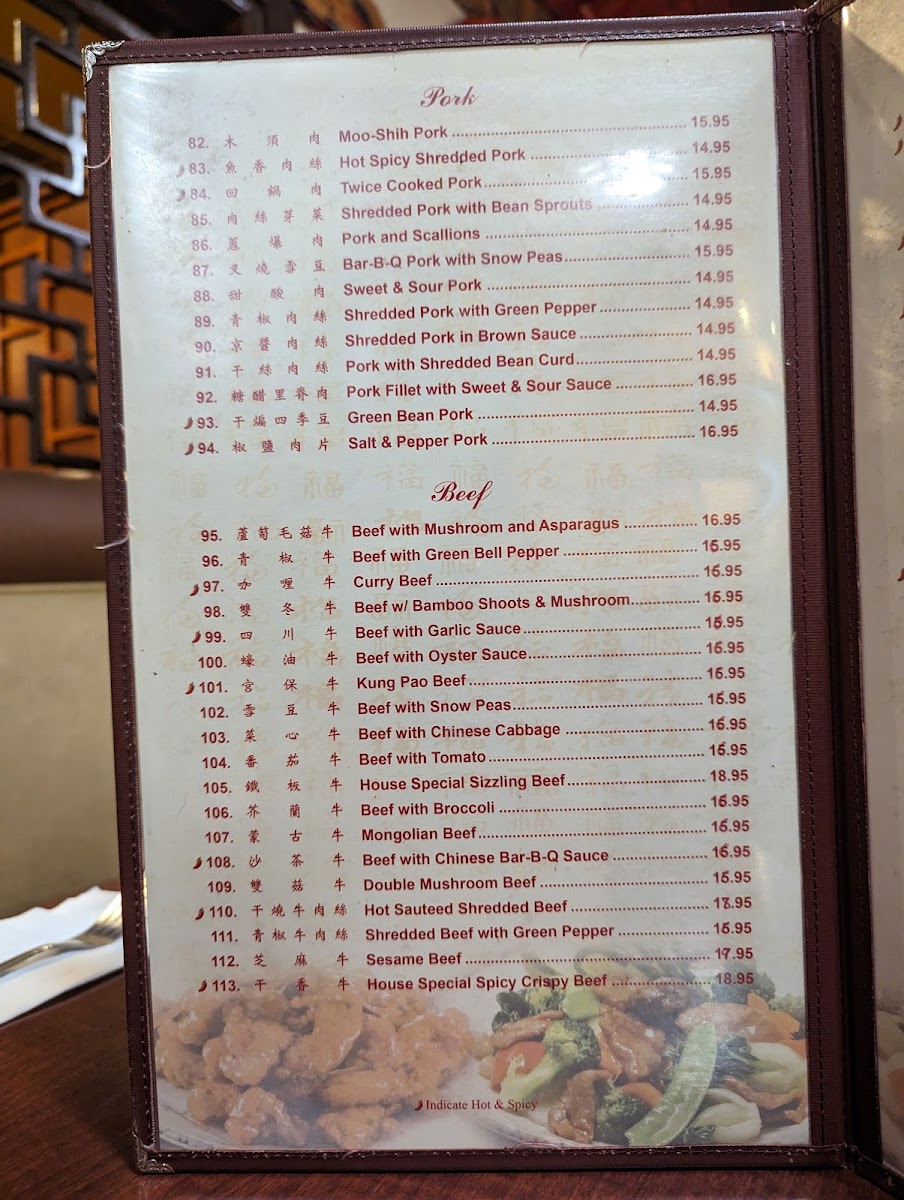 Pork
82. 木須肉 Moo-Shih Pork 15.95
83. 魚香肉絲 Hot Spicy Shredded Pork 14.95
84. 回鍋肉 Twice Cooked Pork 15.95
85. 肉絲芽菜 Shredded Pork with Bean Sprouts 14.95
86. 蔥爆肉 Pork and Scallions 14.95
87. 叉燒雪豆 Bar-B-Q Pork with Snow Peas 15.95
88. 甜酸肉 Sweet & Sour Pork 14.95
89. 青椒肉絲 Shredded Pork with Green Pepper 14.95
90. 京醬肉絲 Shredded Pork in Brown Sauce 14.95
91. 干絲肉絲 Pork with Shredded Bean Curd 14.95
92. 糖醋里脊肉 Pork Fillet with Sweet & Sour Sauce 16.95
93. 干煸四季豆 Green Bean Pork 14.95
94. 椒鹽肉片 Salt & Pepper Pork 16.95
Beef
95. 蘆筍毛菇牛 Beef with Mushroom and Asparagus 16.95
96. 青椒牛 Beef with Green Bell Pepper 16.95
97. 咖喱牛 Curry Beef 16.95
98. 雙冬牛 Beef w/ Bamboo Shoots & Mushroom 16.95
99. 四川牛 Beef with Garlic Sauce 16.95
100. 蠔油牛 Beef with Oyster Sauce 16.95
101. 宮保牛 Kung Pao Beef 16.95
102. 雪豆牛 Beef with Snow Peas 16.95
103. 菜心牛 Beef with Chinese Cabbage 16.95
104. 番茄牛 Beef with Tomato 16.95
105. 鐵板牛 House Special Sizzling Beef 18.95
106. 芥蘭牛 Beef with Broccoli 16.95
107. 蒙古牛 Mongolian Beef 16.95
108. 沙茶牛 Beef with Chinese Bar-B-Q Sauce 16.95
109. 雙菇牛 Double Mushroom Beef 16.95
110. 干燒牛肉絲 Hot Sauteed Shredded Beef 17.95
111. 青椒牛肉絲 Shredded Beef with Green Pepper 16.95
112. 芝麻牛 Sesame Beef 17.95
113. 干香牛 House Special Spicy Crispy Beef 18.95
Indicate Hot & Spicy